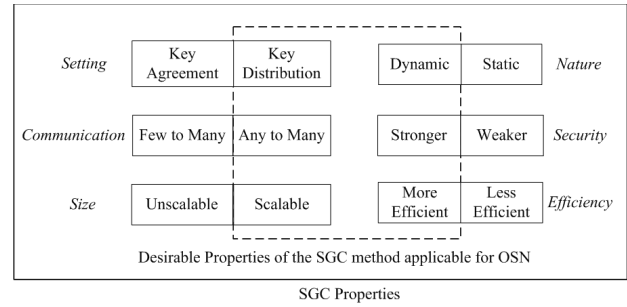 Setting
Key Agreement
Key Distribution
Dynamic
Static
Nature
Communication
Few to Many
Any to Many
Stronger
Weaker
Security
Size
Unscalable
Scalable
More Efficient
Less Efficient
Efficiency
Desirable Properties of the SGC method applicable for OSN
SGC Properties